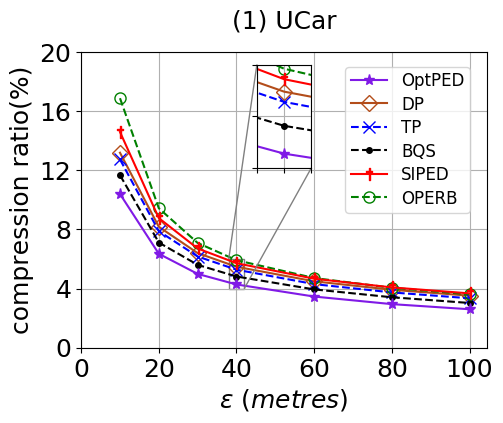 (1) UCar
compression ratio(%)
20
16
12
8
4
0
0 20 40 60 80 100
ε (metres)
OptPED
DP
TP
BQS
SIPED
OPERB